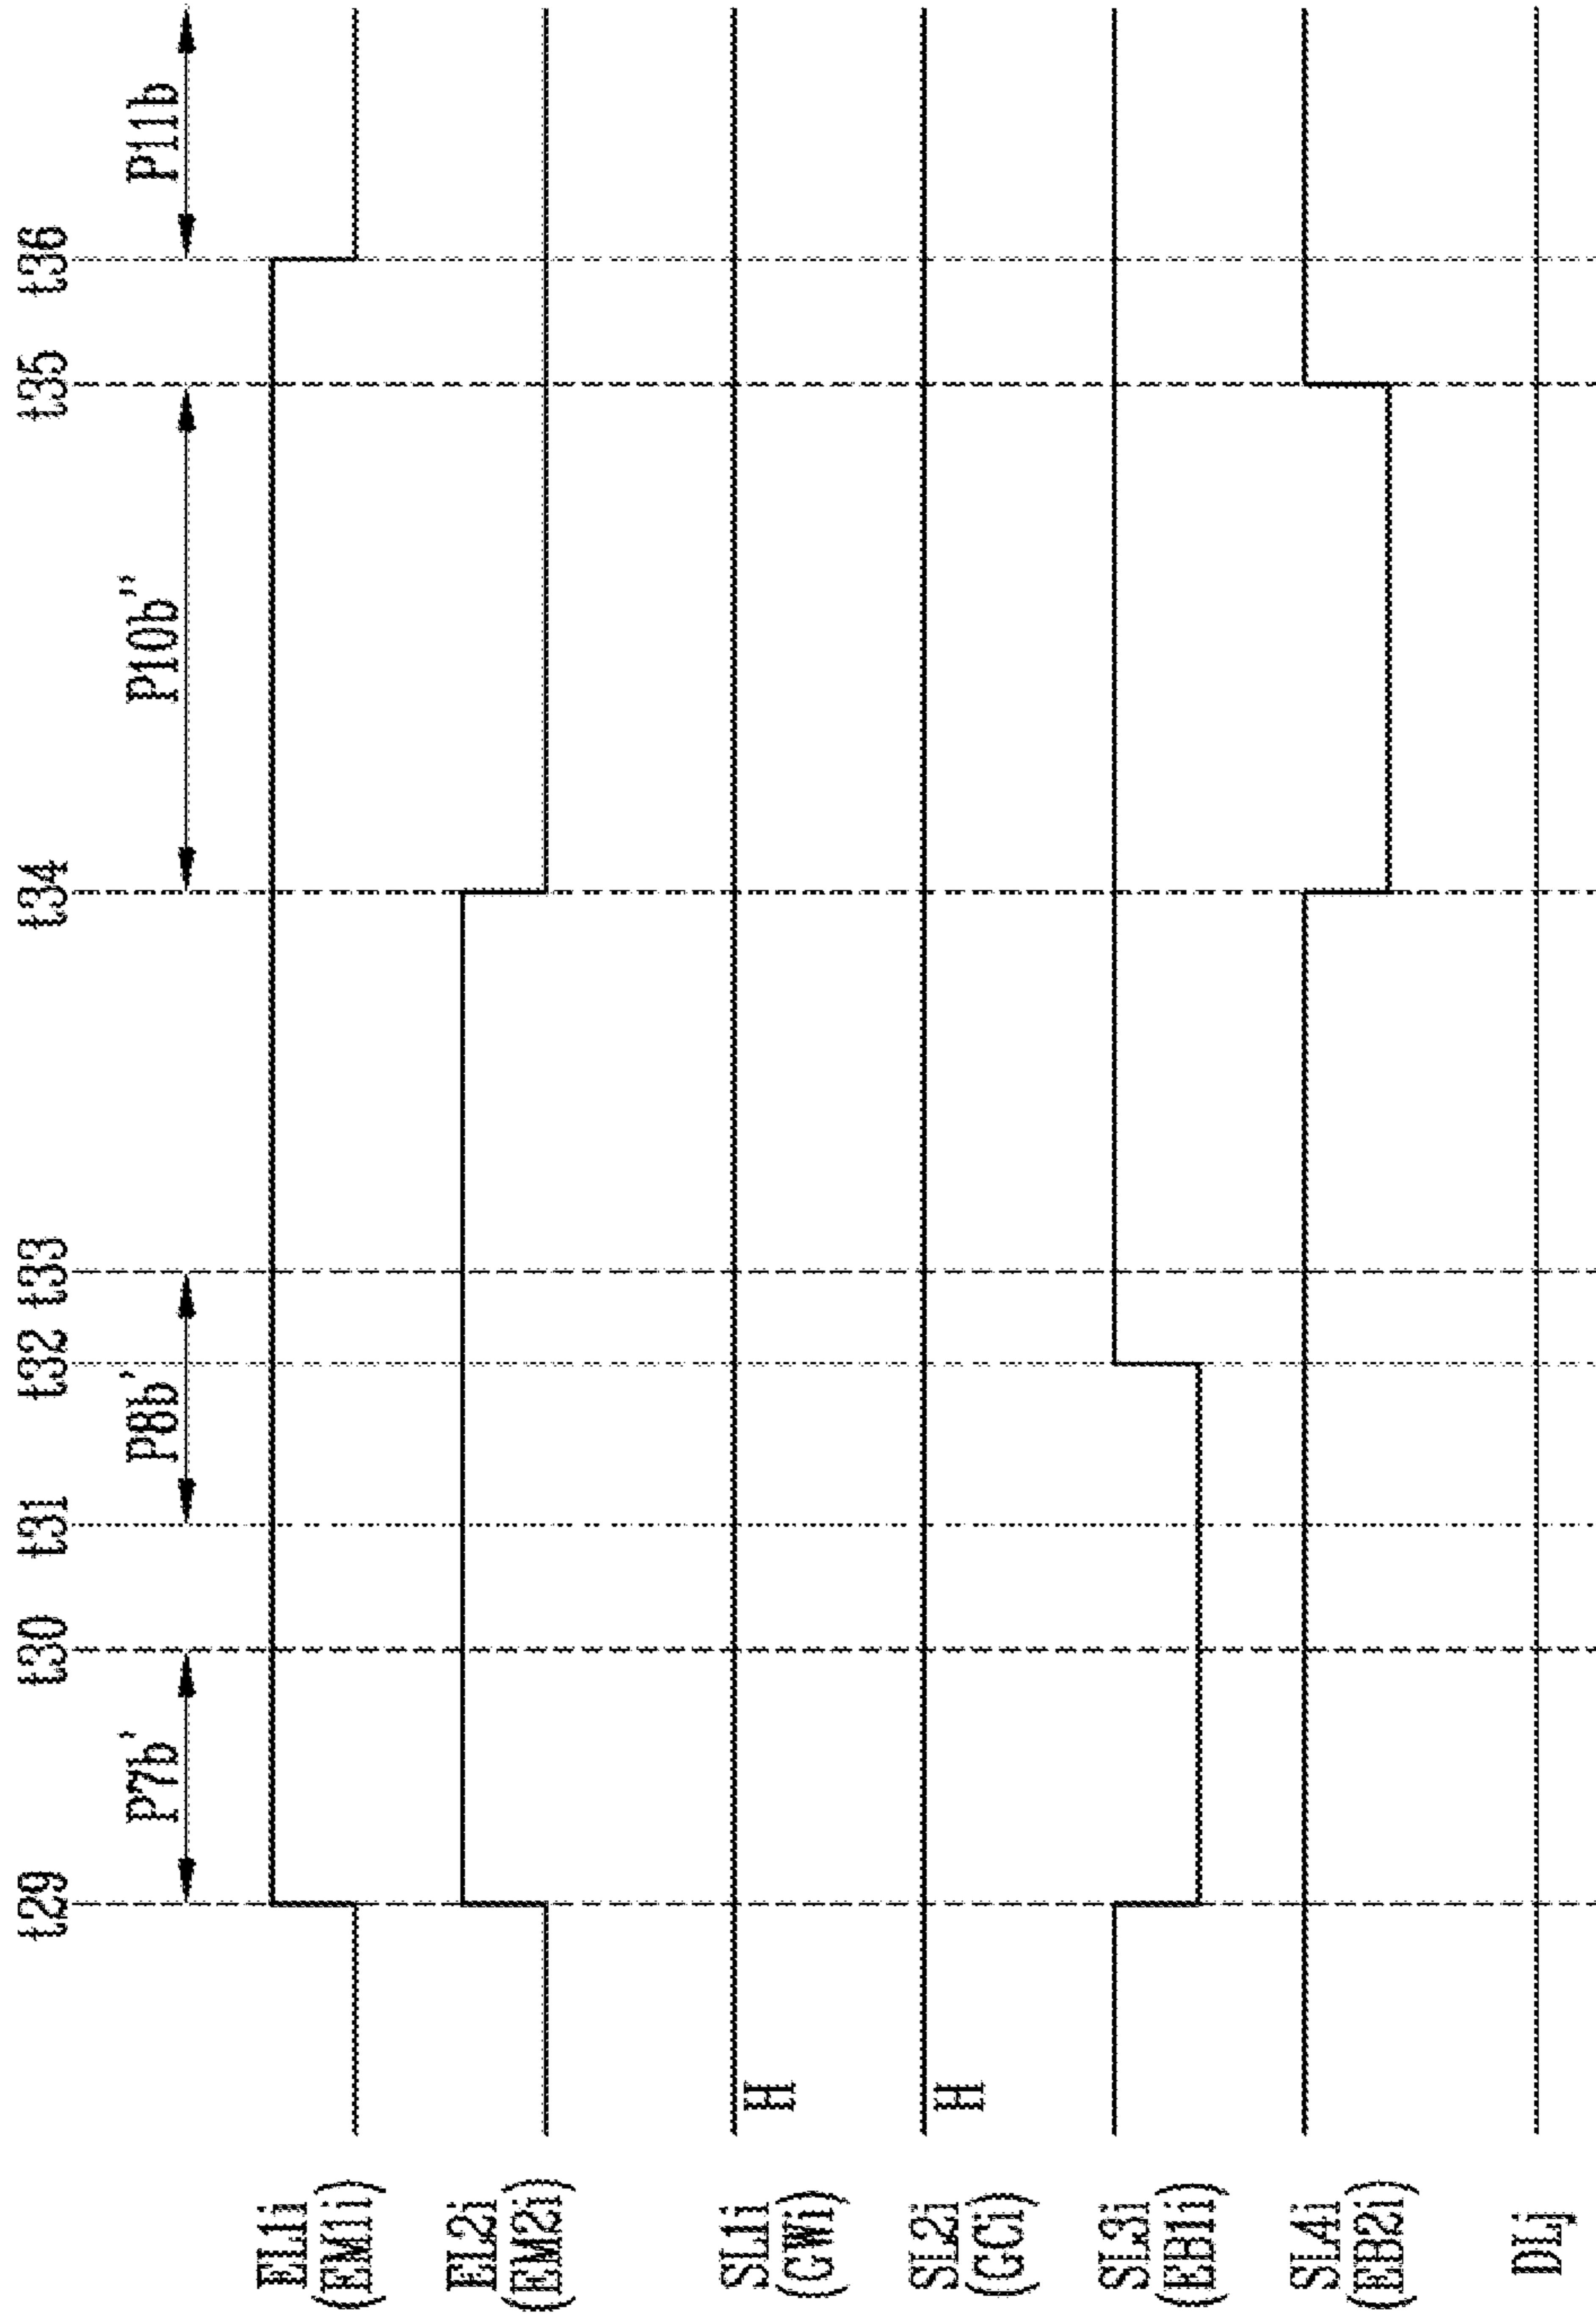 t29 t30 t31 t32 t33 t34 t35 t36
P7b' P8b' P10b'' P11b
EL1i
(EM1i)
EL2i
(EM2i)
SL1i
(GWi)
H
SL2i
(GCi)
H
SL3i
(EB1i)
SL4i
(EB2i)
DLj